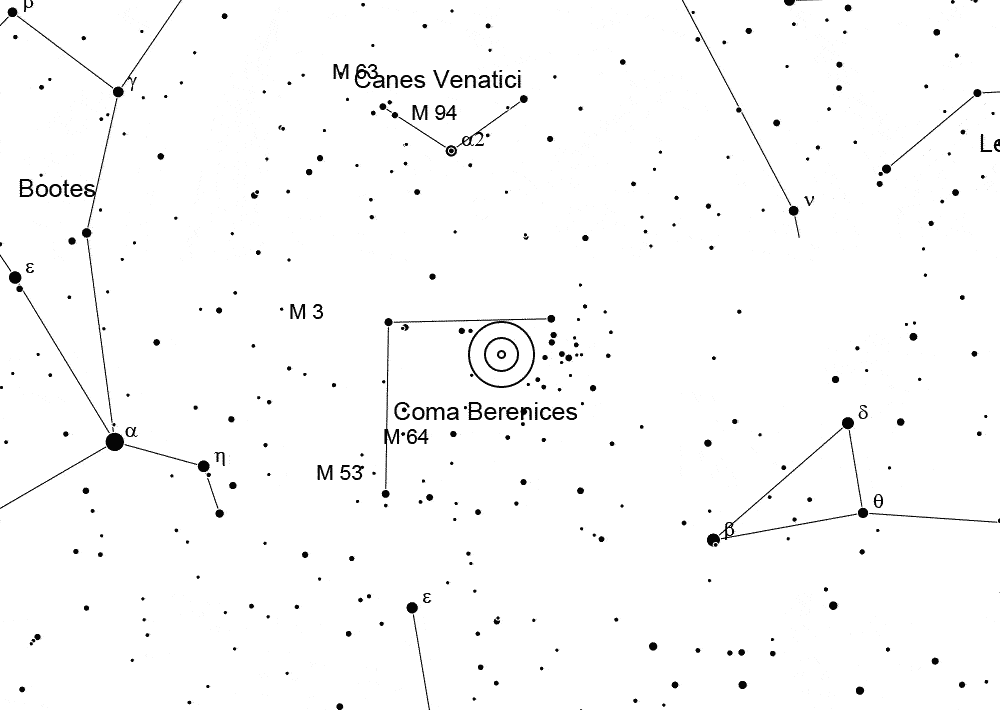 β
M 63
Canes Venatici
γ
M 94
α2
Le
Bootes
ν
ε
M 3
Coma Berenices
δ
α
M 64
η
M 53
θ
β
ε